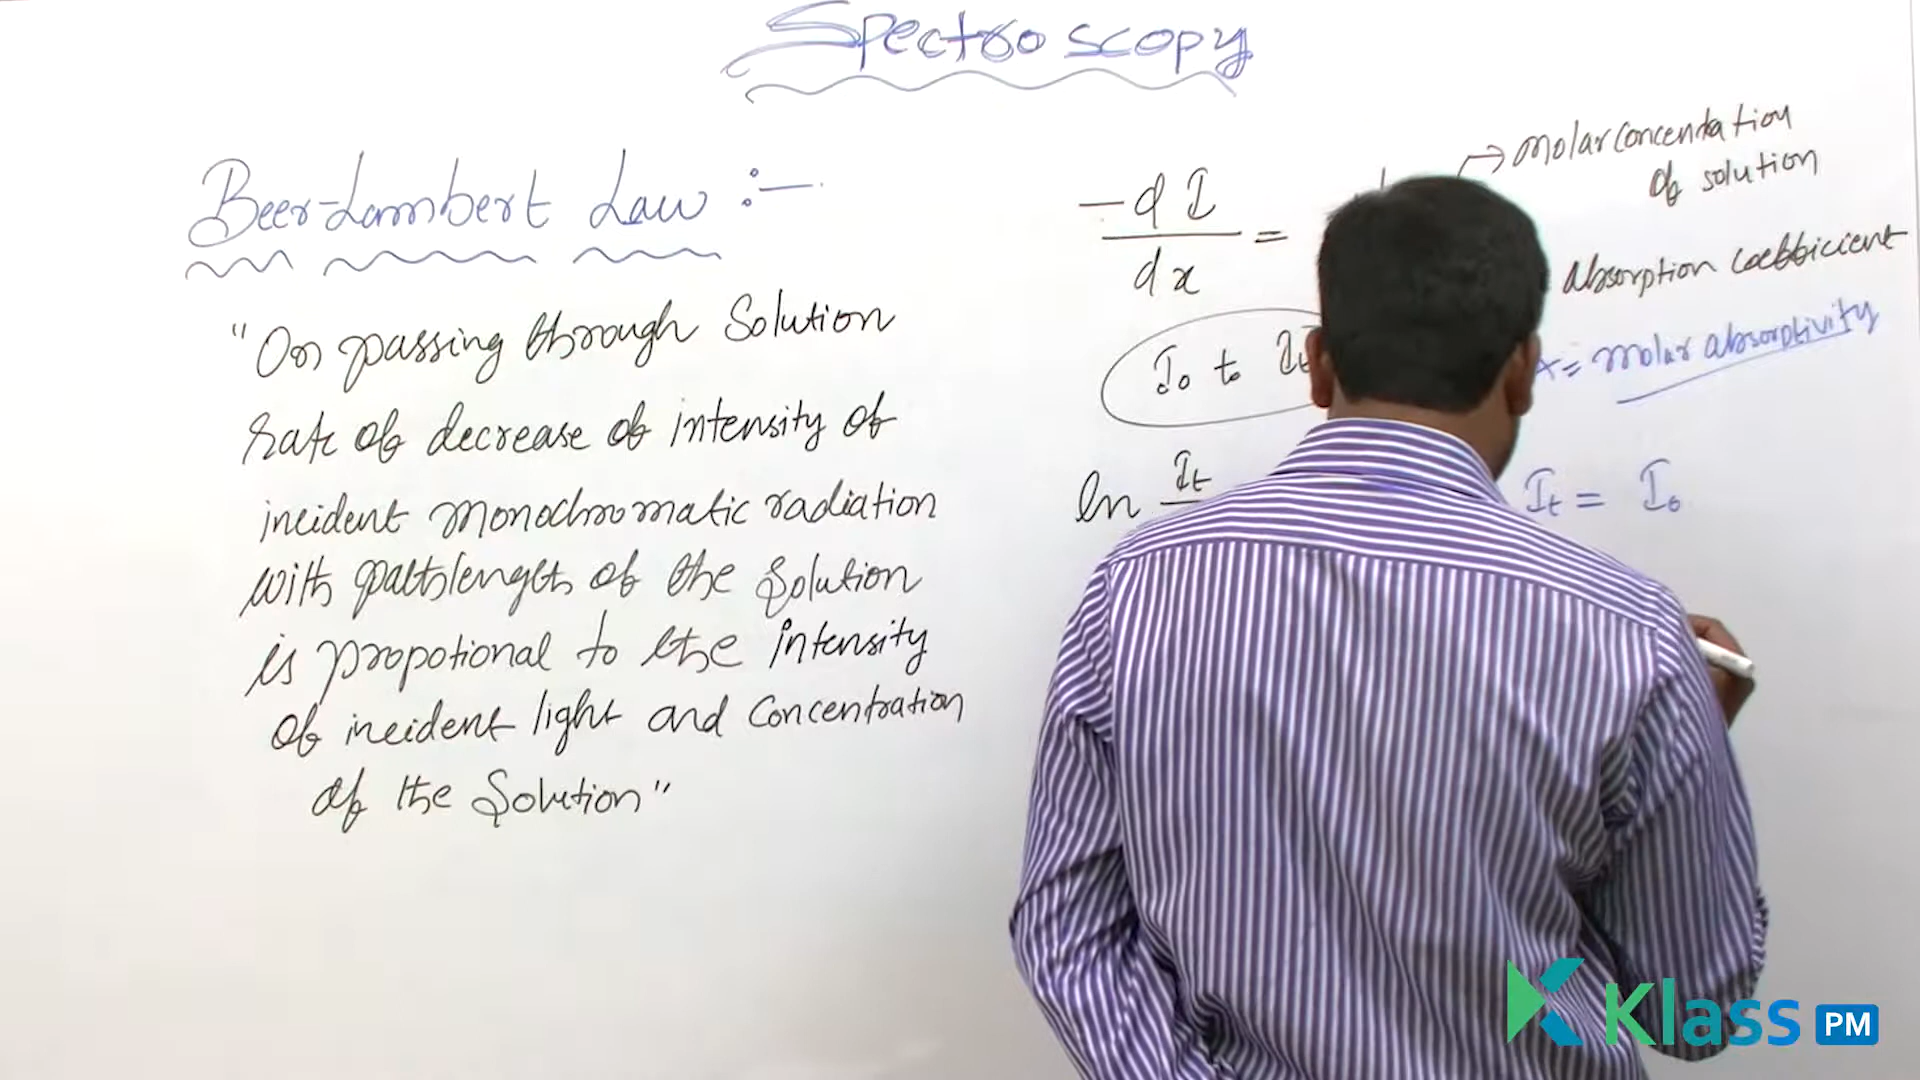 Spectroscopy
Beer-Lambert Law :-
"On passing through Solution
rate of decrease of intensity of
incident monochromatic radiation
with pathlength of the Solution
is propotional to the intensity
of incident light and Concentration
of the Solution"
-dI
dx
=
→ molar concentration
of solution
absorption coefficient
I₀ to It
= molar absorptivity
ln It
It = I₀
Klass PM